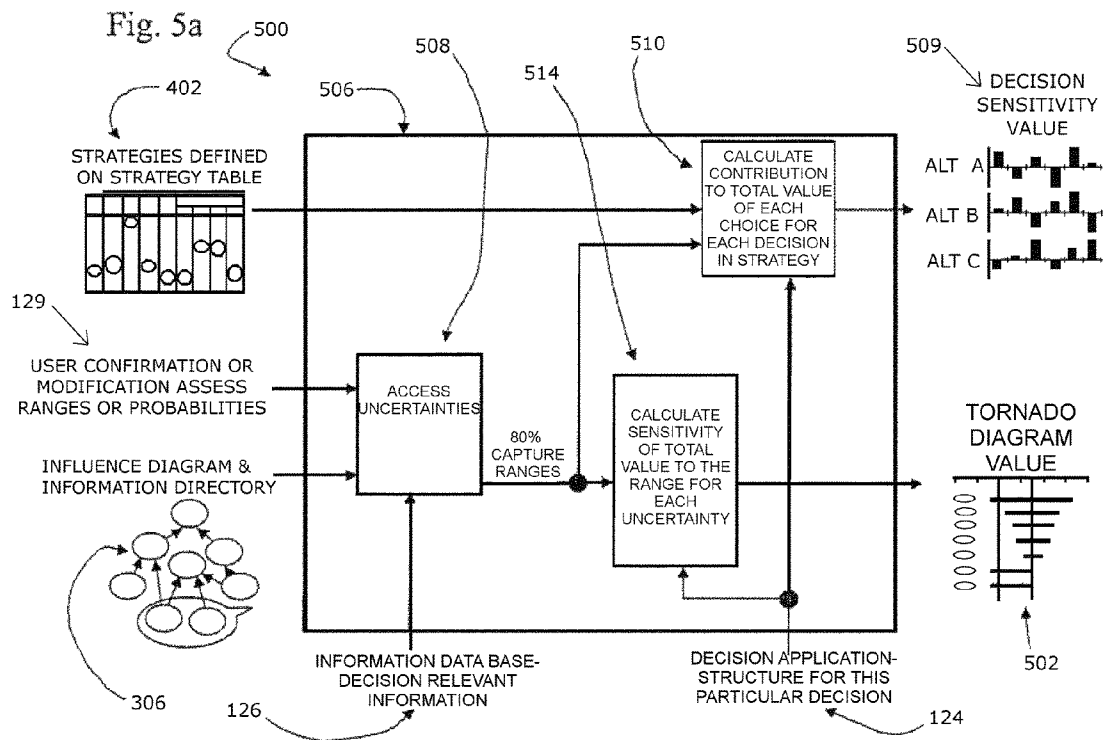 Fig. 5a
500
508
510
509
514
402
506
DECISION
SENSITIVITY
VALUE
STRATEGIES DEFINED
ON STRATEGY TABLE
CALCULATE
CONTRIBUTION
TO TOTAL VALUE
OF EACH
CHOICE FOR
EACH DECISION
IN STRATEGY
ALT A
ALT B
ALT C
129
USER CONFIRMATION OR
MODIFICATION ASSESS
RANGES OR PROBABILITIES
ACCESS
UNCERTAINTIES
80%
CAPTURE
RANGES
CALCULATE
SENSITIVITY
OF TOTAL
VALUE TO THE
RANGE FOR
EACH
UNCERTAINTY
TORNADO
DIAGRAM
VALUE
INFLUENCE DIAGRAM &
INFORMATION DIRECTORY
INFORMATION DATA BASE-
DECISION RELEVANT
INFORMATION
DECISION APPLICATION-
STRUCTURE FOR THIS
PARTICULAR DECISION
502
306
126
124